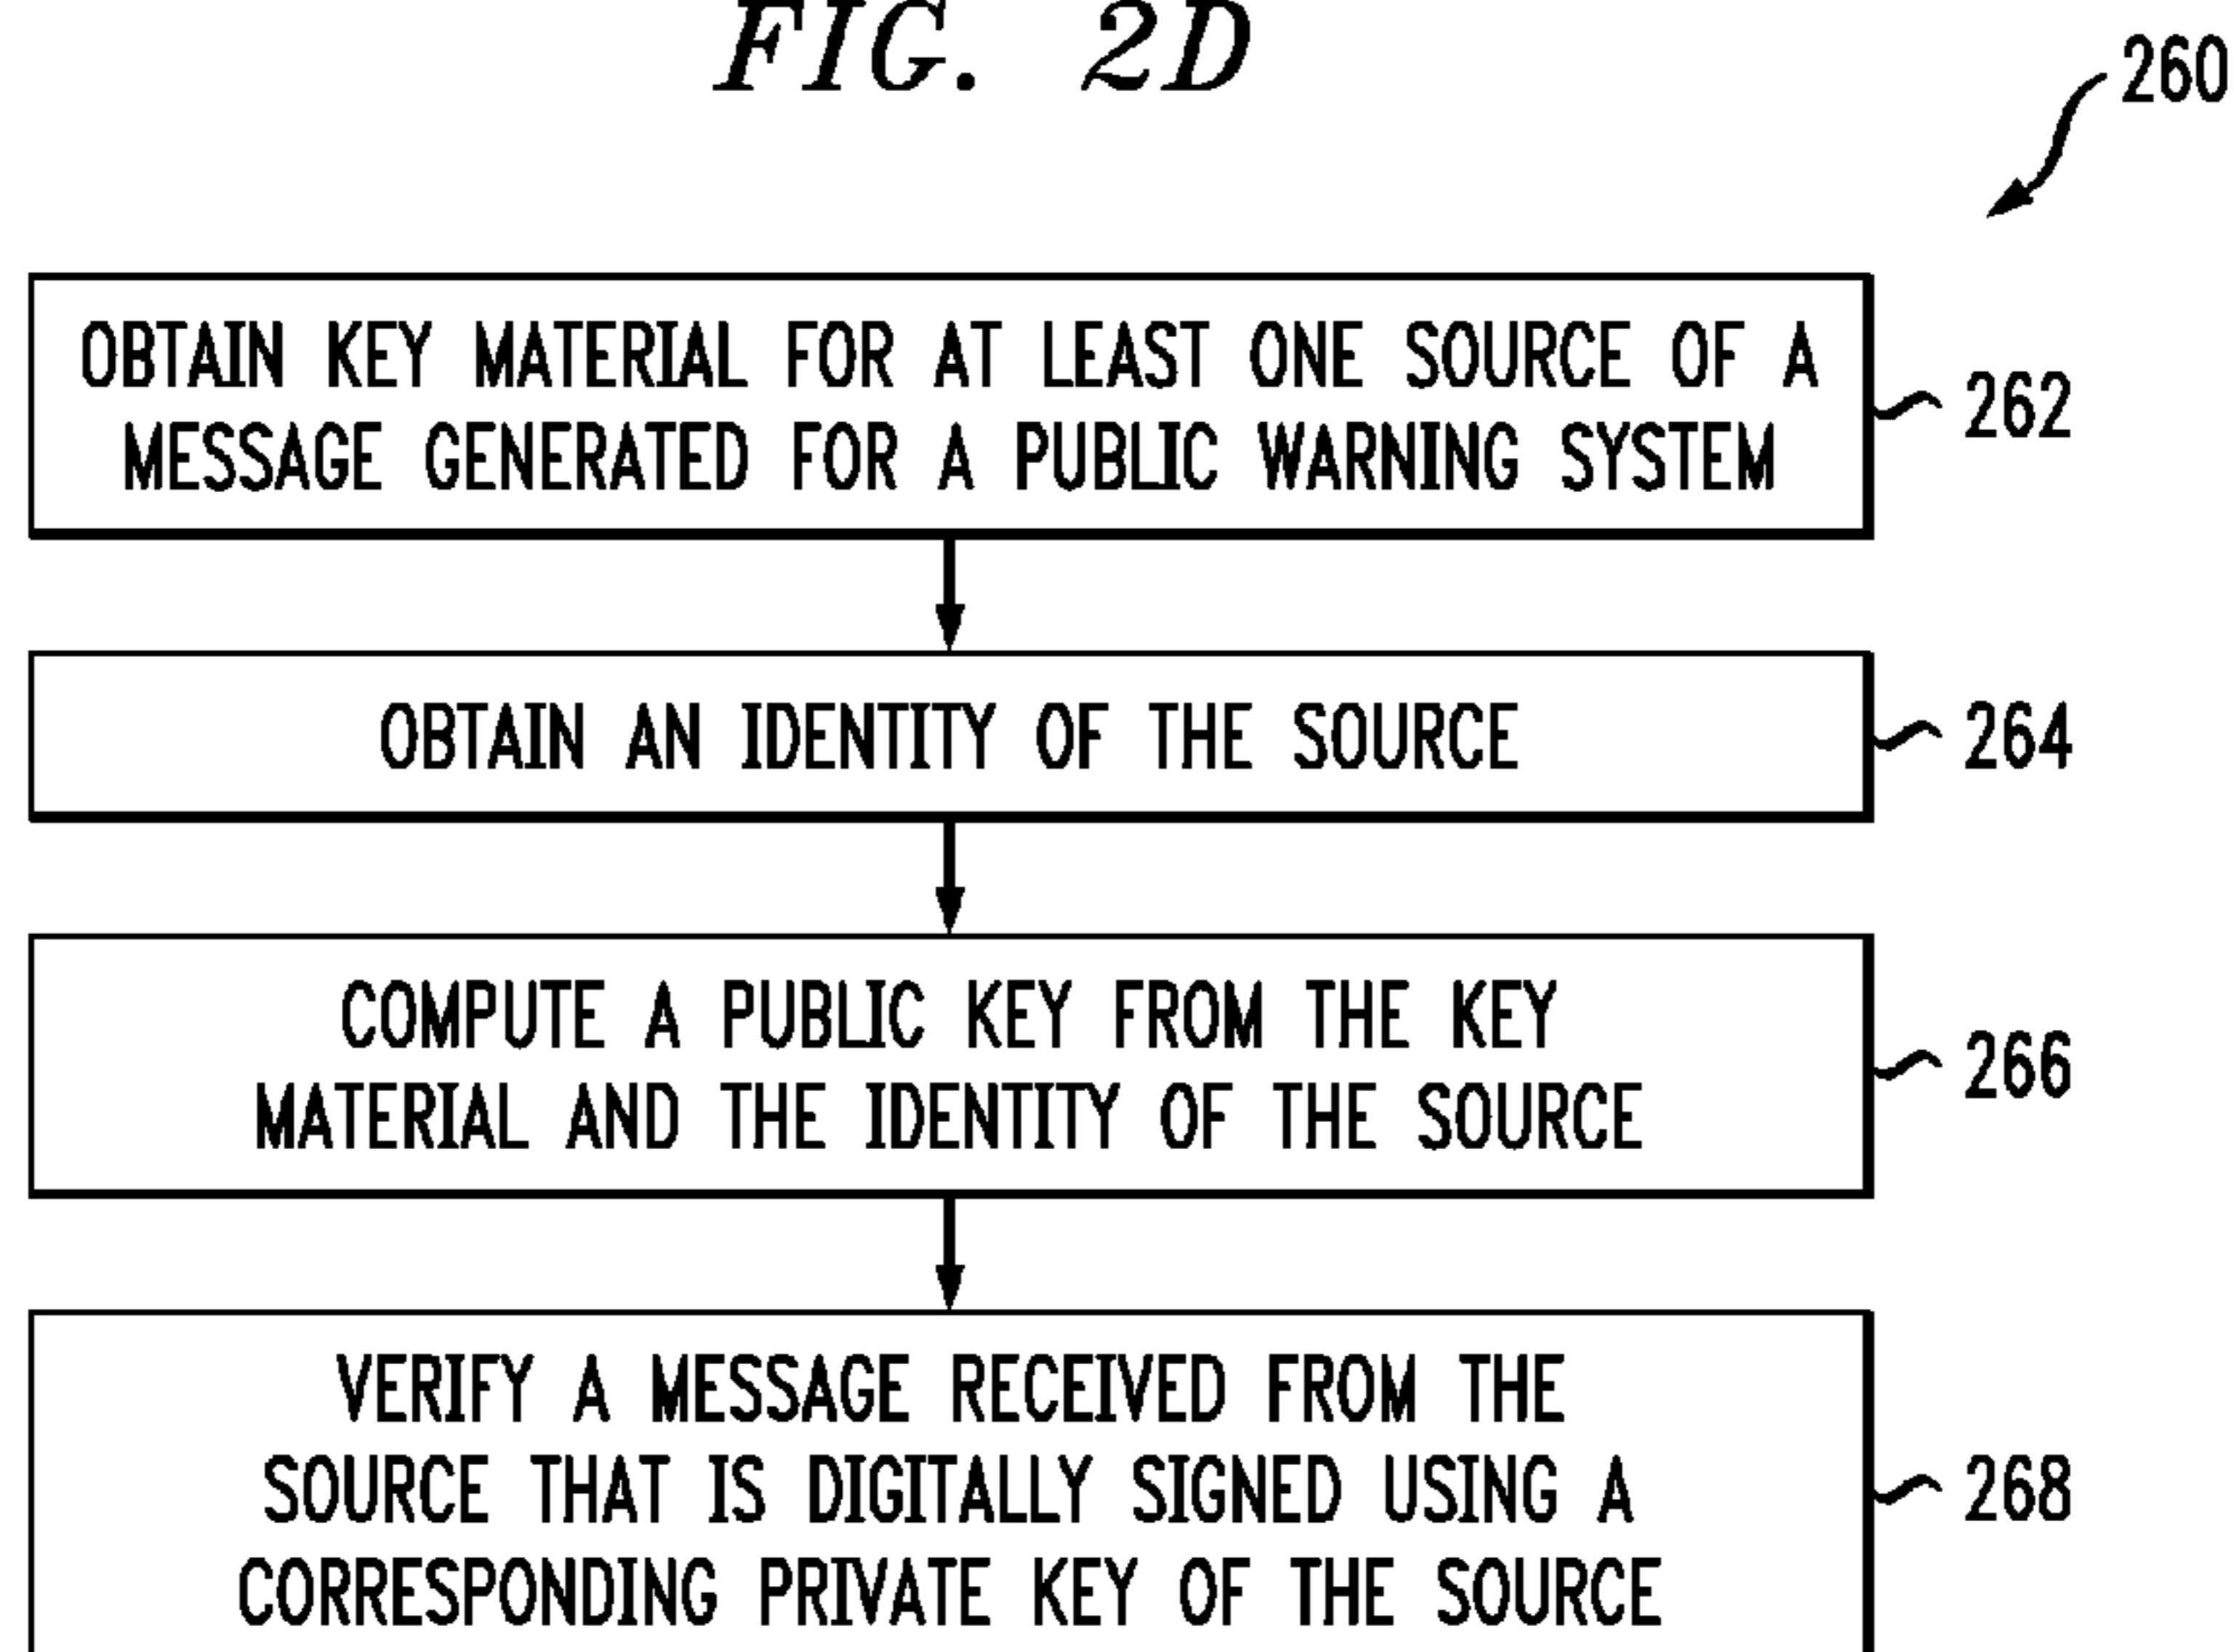 FIG. 2D
260
OBTAIN KEY MATERIAL FOR AT LEAST ONE SOURCE OF A
MESSAGE GENERATED FOR A PUBLIC WARNING SYSTEM
262
OBTAIN AN IDENTITY OF THE SOURCE
264
COMPUTE A PUBLIC KEY FROM THE KEY
MATERIAL AND THE IDENTITY OF THE SOURCE
266
VERIFY A MESSAGE RECEIVED FROM THE
SOURCE THAT IS DIGITALLY SIGNED USING A
CORRESPONDING PRIVATE KEY OF THE SOURCE
268